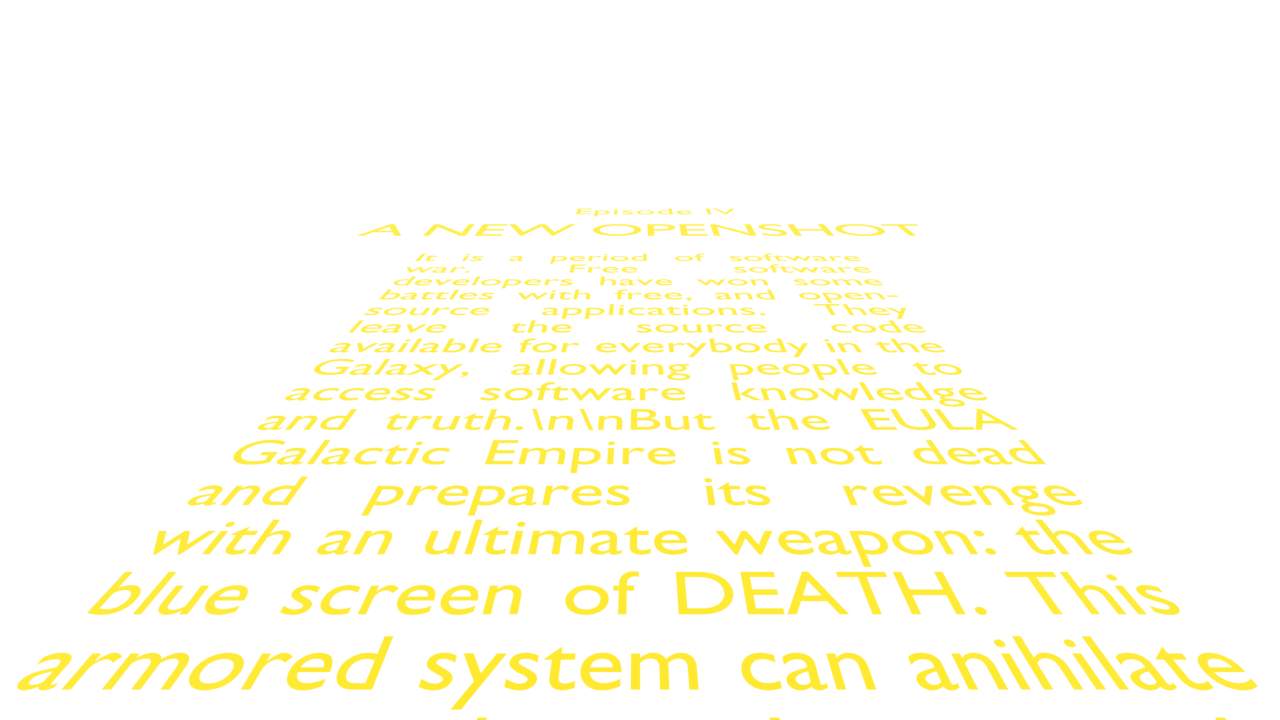 Episode IV
A NEW OPENSHOT
It is a period of software
war. Free software
developers have won some
battles with free, and open-
source applications. They
leave the source code
available for everybody in the
Galaxy, allowing people to
access software knowledge
and truth.\n\nBut the EULA
Galactic Empire is not dead
and prepares its revenge
with an ultimate weapon: the
blue screen of DEATH. This
armored system can anihilate